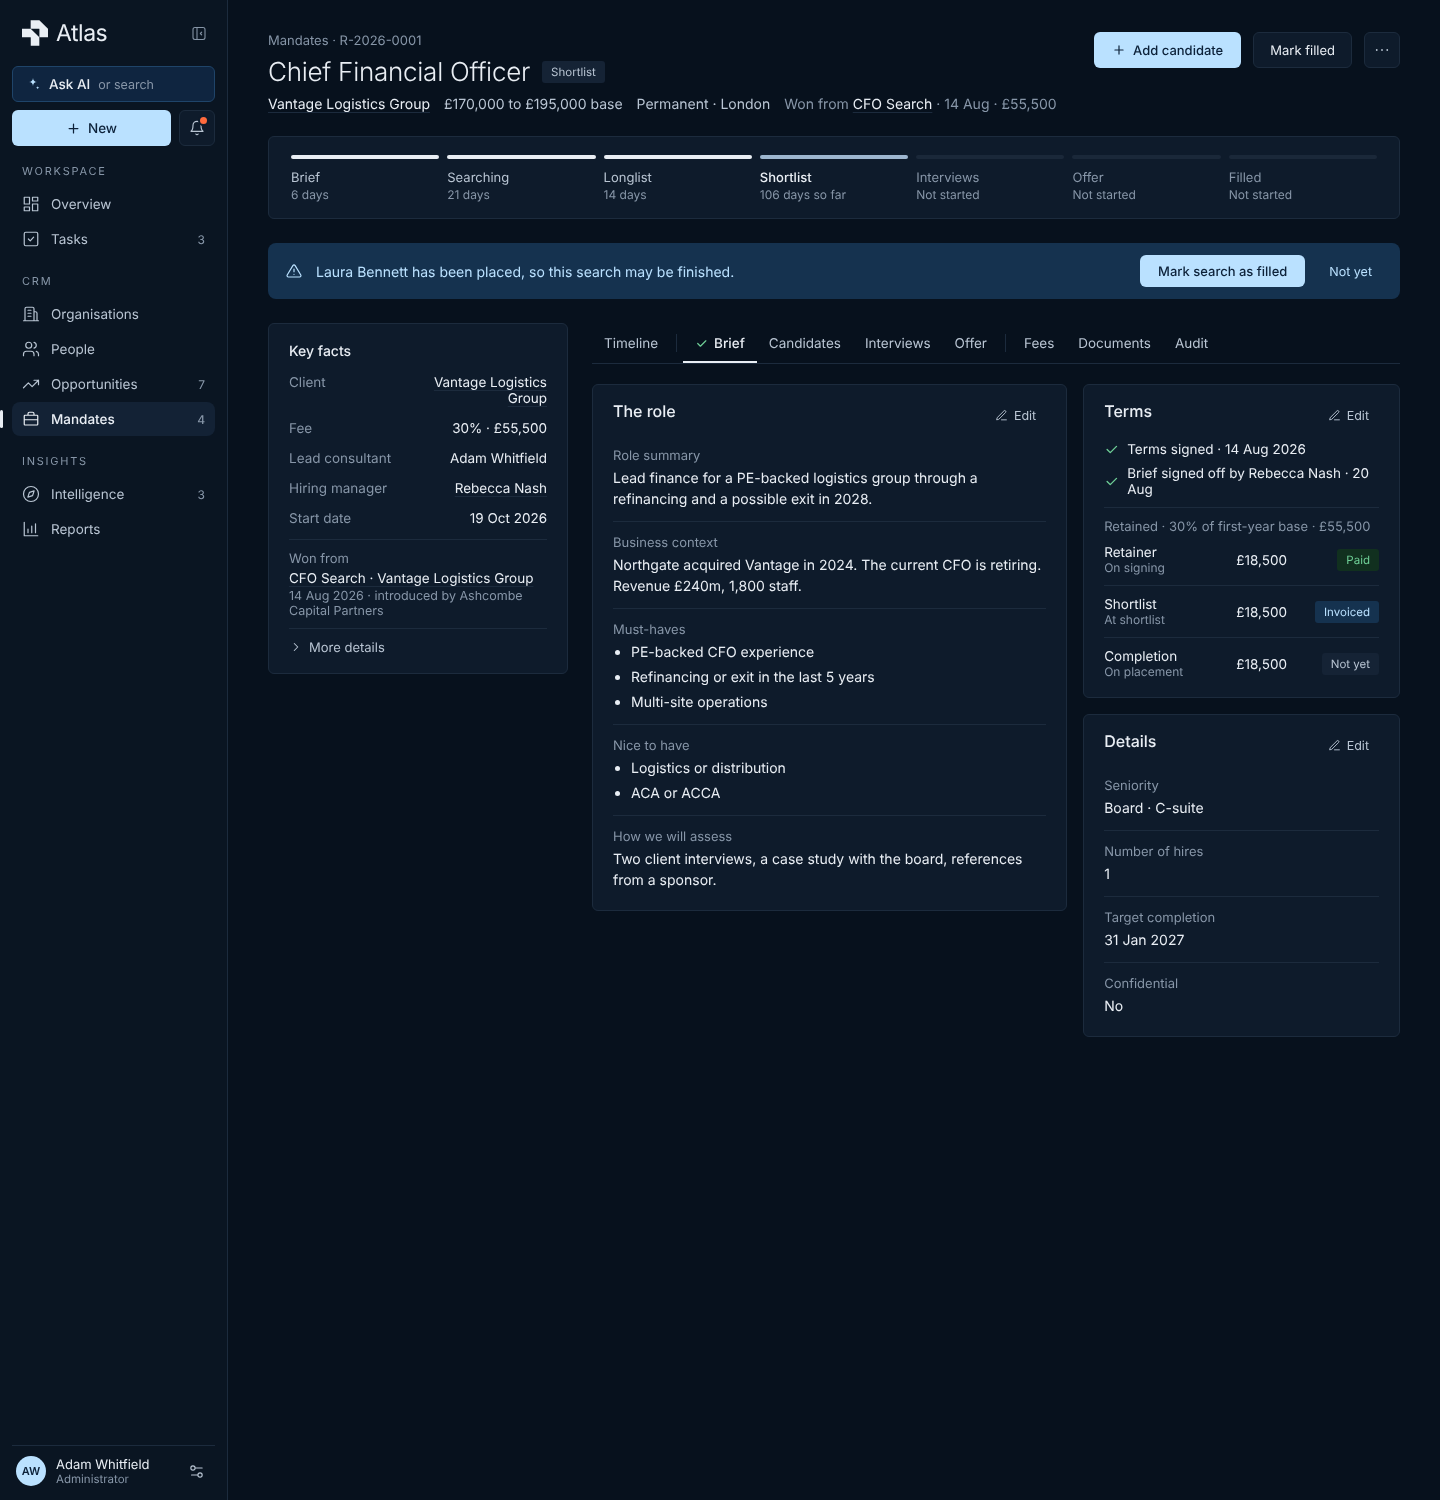 Atlas
Ask AI or search
New
WORKSPACE
Overview
Tasks 3
CRM
Organisations
People
Opportunities 7
Mandates 4
INSIGHTS
Intelligence 3
Reports
AW
Adam Whitfield
Administrator
Mandates · R-2026-0001
Chief Financial Officer Shortlist
Vantage Logistics Group £170,000 to £195,000 base Permanent · London Won from CFO Search · 14 Aug · £55,500
Add candidate
Mark filled
Brief
6 days
Searching
21 days
Longlist
14 days
Shortlist
106 days so far
Interviews
Not started
Offer
Not started
Filled
Not started
Laura Bennett has been placed, so this search may be finished.
Mark search as filled
Not yet
Key facts
Client Vantage Logistics
Group
Fee 30% · £55,500
Lead consultant Adam Whitfield
Hiring manager Rebecca Nash
Start date 19 Oct 2026
Won from
CFO Search · Vantage Logistics Group
14 Aug 2026 · introduced by Ashcombe
Capital Partners
More details
Timeline Brief Candidates Interviews Offer Fees Documents Audit
The role Edit
Role summary
Lead finance for a PE-backed logistics group through a
refinancing and a possible exit in 2028.
Business context
Northgate acquired Vantage in 2024. The current CFO is retiring.
Revenue £240m, 1,800 staff.
Must-haves
• PE-backed CFO experience
• Refinancing or exit in the last 5 years
• Multi-site operations
Nice to have
• Logistics or distribution
• ACA or ACCA
How we will assess
Two client interviews, a case study with the board, references
from a sponsor.
Terms Edit
Terms signed · 14 Aug 2026
Brief signed off by Rebecca Nash · 20
Aug
Retained · 30% of first-year base · £55,500
Retainer £18,500 Paid
On signing
Shortlist £18,500 Invoiced
At shortlist
Completion £18,500 Not yet
On placement
Details Edit
Seniority
Board · C-suite
Number of hires
1
Target completion
31 Jan 2027
Confidential
No